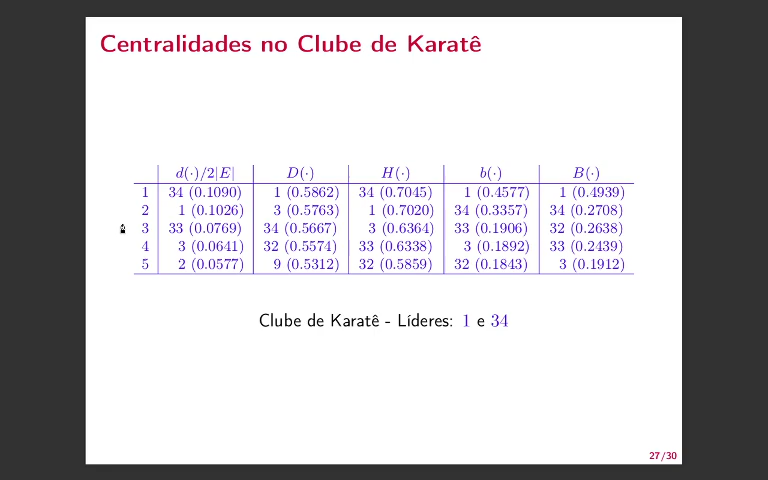 Centralidades no Clube de Karatê
d(·)/2|E| D(·) H(·) b(·) B(·)
1 34 (0.1090) 1 (0.5862) 34 (0.7045) 1 (0.4577) 1 (0.4939)
2 1 (0.1026) 3 (0.5763) 1 (0.7020) 34 (0.3357) 34 (0.2708)
3 33 (0.0769) 34 (0.5667) 3 (0.6364) 33 (0.1906) 32 (0.2638)
4 3 (0.0641) 32 (0.5574) 33 (0.6338) 3 (0.1892) 33 (0.2439)
5 2 (0.0577) 9 (0.5312) 32 (0.5859) 32 (0.1843) 3 (0.1912)
Clube de Karatê - Líderes: 1 e 34
27/30